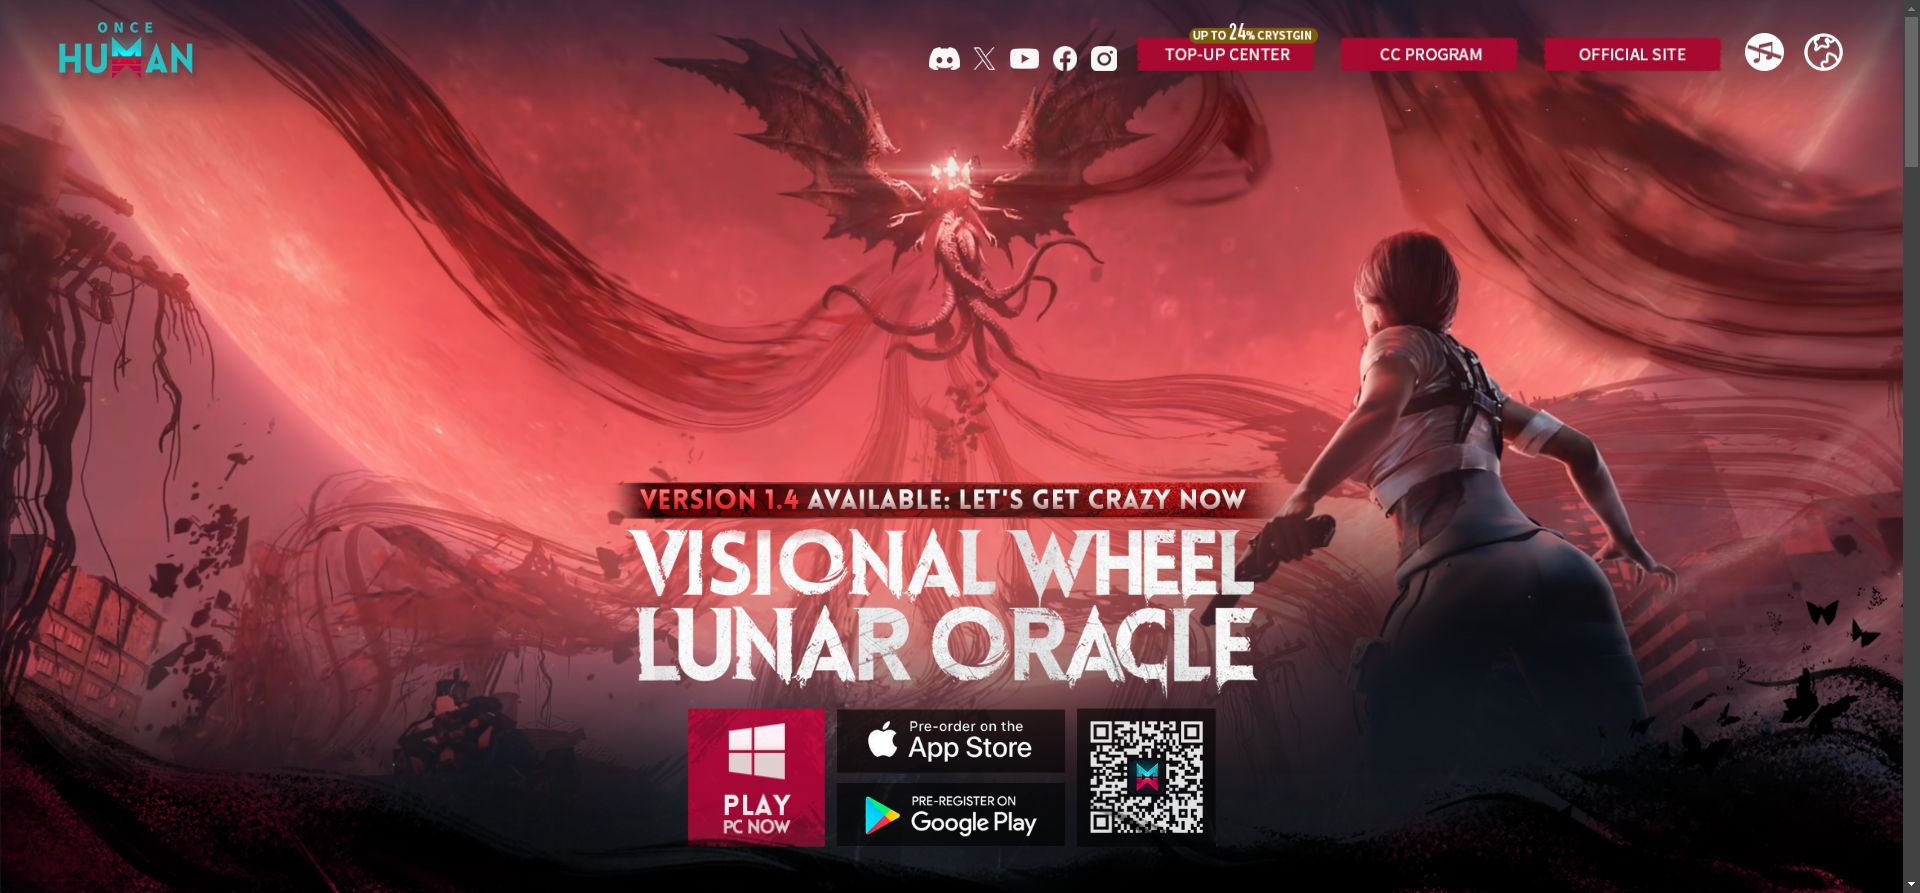 ONCE
HUMAN
UP TO 24% CRYSTGIN
TOP-UP CENTER
CC PROGRAM
OFFICIAL SITE
VERSION 1.4 AVAILABLE: LET'S GET CRAZY NOW
VISIONAL WHEEL
LUNAR ORACLE
PLAY
PC NOW
Pre-order on the
App Store
PRE-REGISTER ON
Google Play